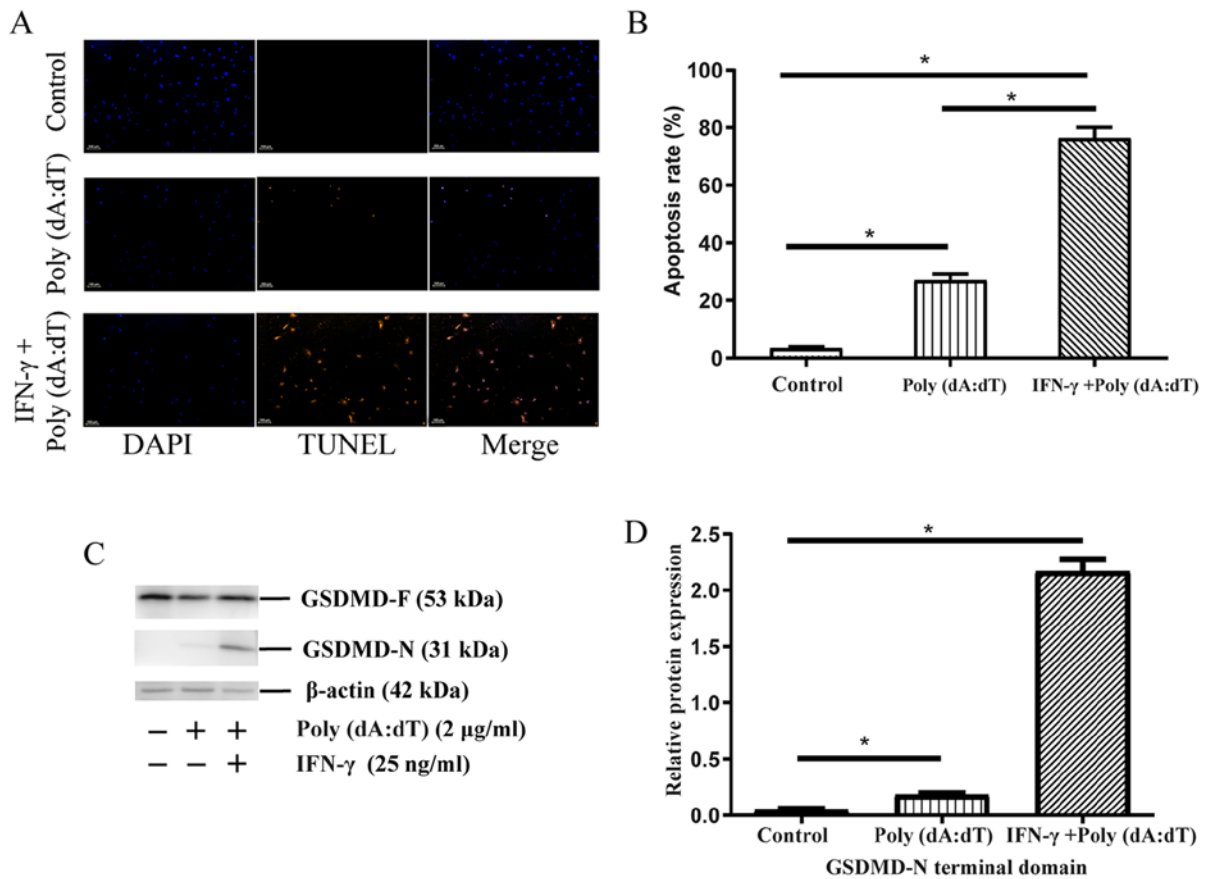 A
Control
Poly (dA:dT)
IFN-γ +
Poly (dA:dT)
DAPI
TUNEL
Merge
B
*
*
*
Apoptosis rate (%)
100
80
60
40
20
0
Control
Poly (dA:dT)
IFN-γ +Poly (dA:dT)
C
GSDMD-F (53 kDa)
GSDMD-N (31 kDa)
β-actin (42 kDa)
− + + Poly (dA:dT) (2 μg/ml)
− − + IFN-γ (25 ng/ml)
D
*
*
Relative protein expression
2.5
2.0
1.5
1.0
0.5
0.0
Control
Poly (dA:dT)
IFN-γ +Poly (dA:dT)
GSDMD-N terminal domain